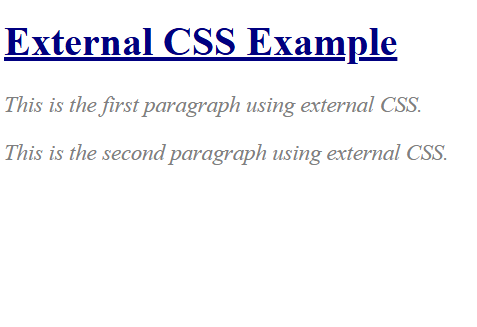 External CSS Example
This is the first paragraph using external CSS.
This is the second paragraph using external CSS.